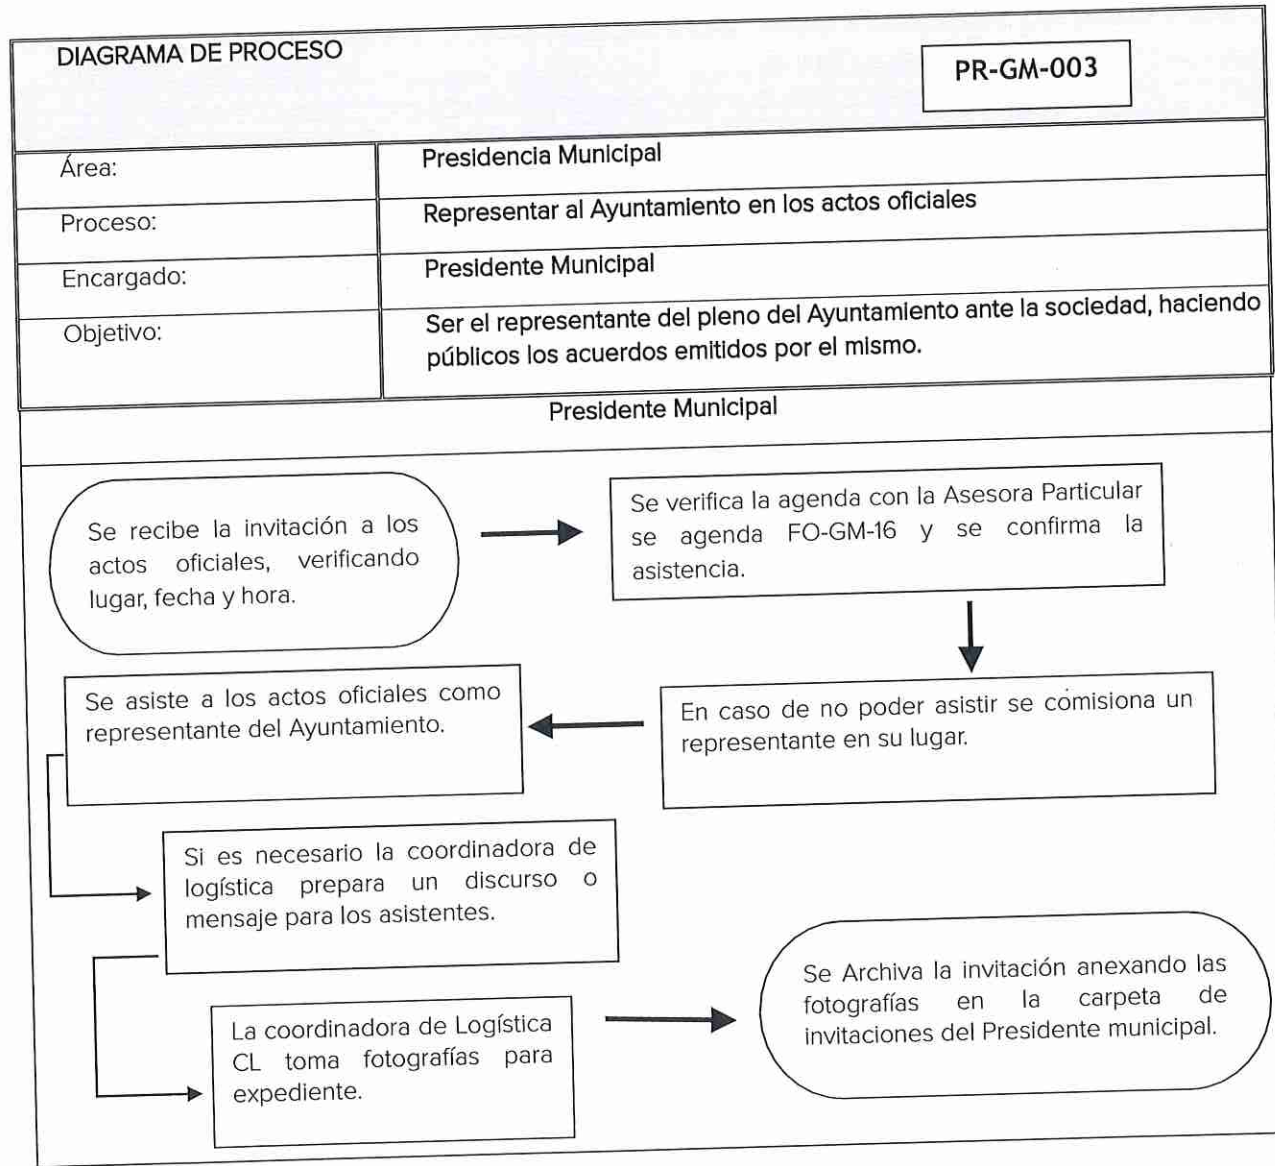 DIAGRAMA DE PROCESO
PR-GM-003
Área:
Presidencia Municipal
Proceso:
Representar al Ayuntamiento en los actos oficiales
Encargado:
Presidente Municipal
Objetivo:
Ser el representante del pleno del Ayuntamiento ante la sociedad, haciendo
públicos los acuerdos emitidos por el mismo.
Presidente Municipal
Se recibe la invitación a los
actos oficiales, verificando
lugar, fecha y hora.
Se verifica la agenda con la Asesora Particular
se agenda FO-GM-16 y se confirma la
asistencia.
En caso de no poder asistir se comisiona un
representante en su lugar.
Se asiste a los actos oficiales como
representante del Ayuntamiento.
Si es necesario la coordinadora de
logística prepara un discurso o
mensaje para los asistentes.
La coordinadora de Logística
CL toma fotografías para
expediente.
Se Archiva la invitación anexando las
fotografías en la carpeta de
invitaciones del Presidente municipal.